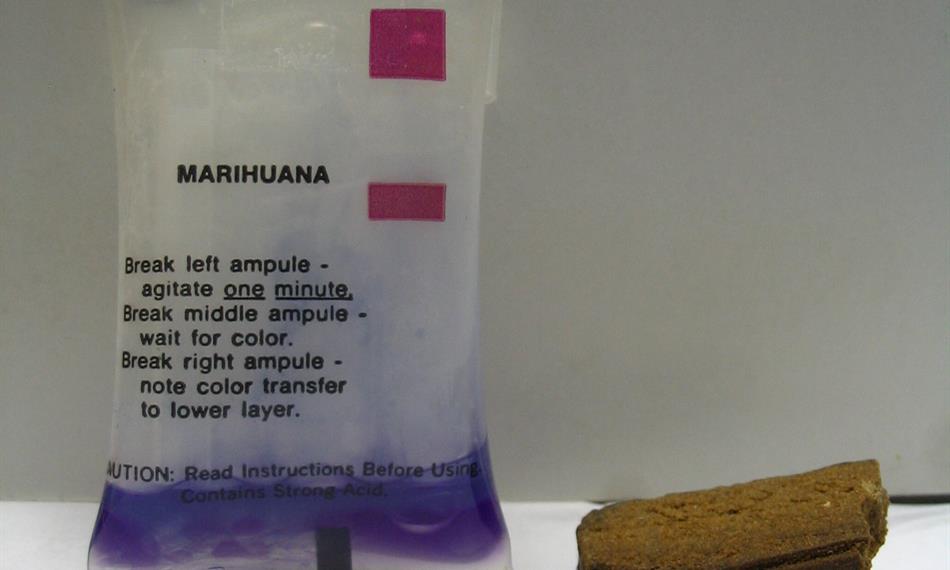 MARIHUANA
Break left ampule -
agitate one minute.
Break middle ampule -
wait for color.
Break right ampule -
note color transfer
to lower layer.
AUTION: Read Instructions Before Using.
Contains Strong Acid.